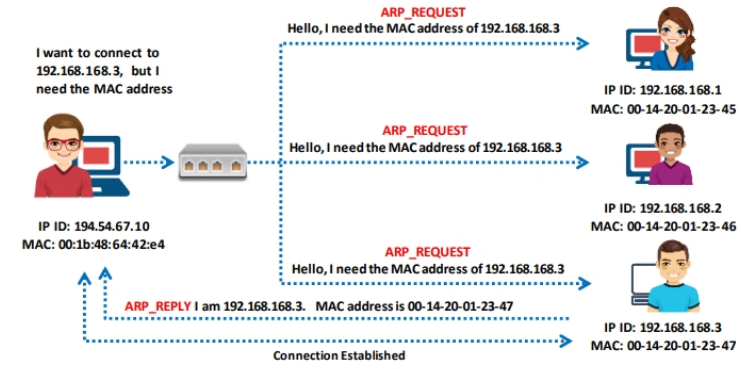 ARP_REQUEST
Hello, I need the MAC address of 192.168.168.3
I want to connect to
192.168.168.3, but I
need the MAC address
IP ID: 192.168.168.1
MAC: 00-14-20-01-23-45
ARP_REQUEST
Hello, I need the MAC address of 192.168.168.3
IP ID: 194.54.67.10
MAC: 00:1b:48:64:42:e4
IP ID: 192.168.168.2
MAC: 00-14-20-01-23-46
ARP_REQUEST
Hello, I need the MAC address of 192.168.168.3
ARP_REPLY I am 192.168.168.3. MAC address is 00-14-20-01-23-47
IP ID: 192.168.168.3
MAC: 00-14-20-01-23-47
Connection Established